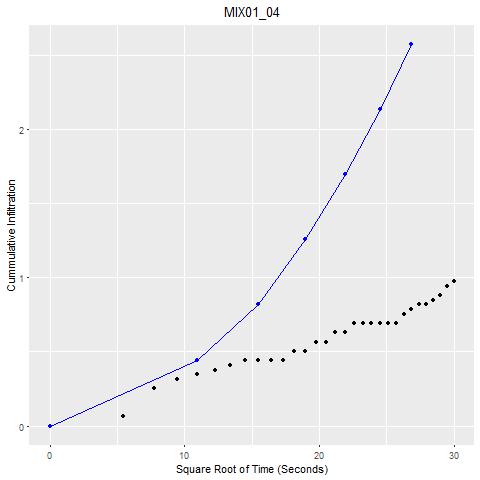 MIX01_04
Cummulative Infiltration
2
1
0
0
10
20
30
Square Root of Time (Seconds)